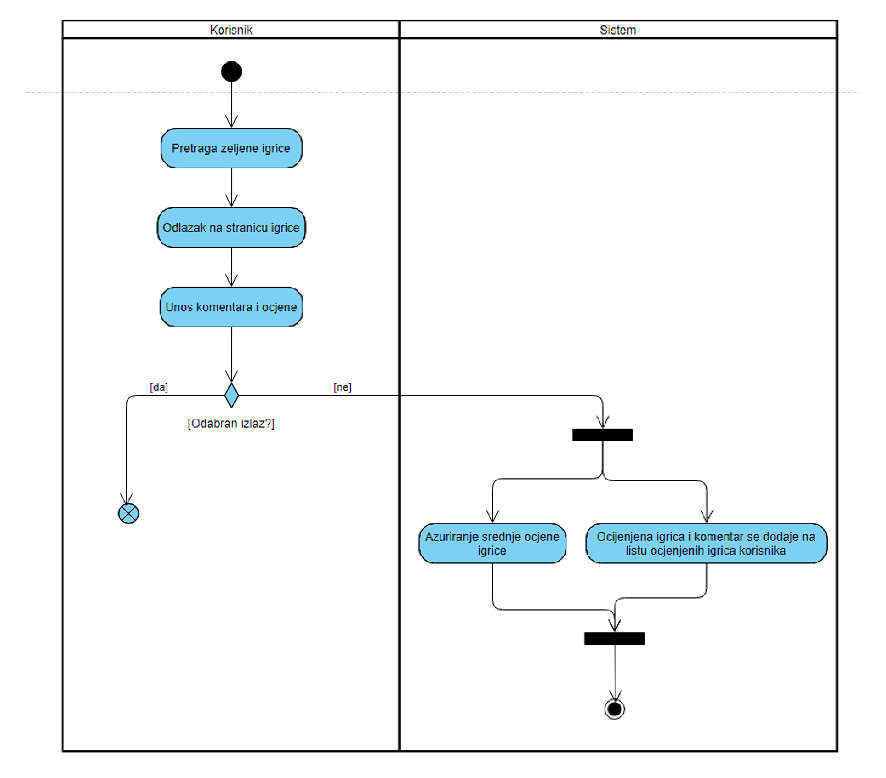 Korisnik
Sistem
Pretraga zeljene igrice
Odlazak na stranicu igrice
Unos komentara i ocjene
[da]
[ne]
[Odabran izlaz?]
Azuriranje srednje ocjene
igrice
Ocijenjena igrica i komentar se dodaje na
listu ocjenjenih igrica korisnika